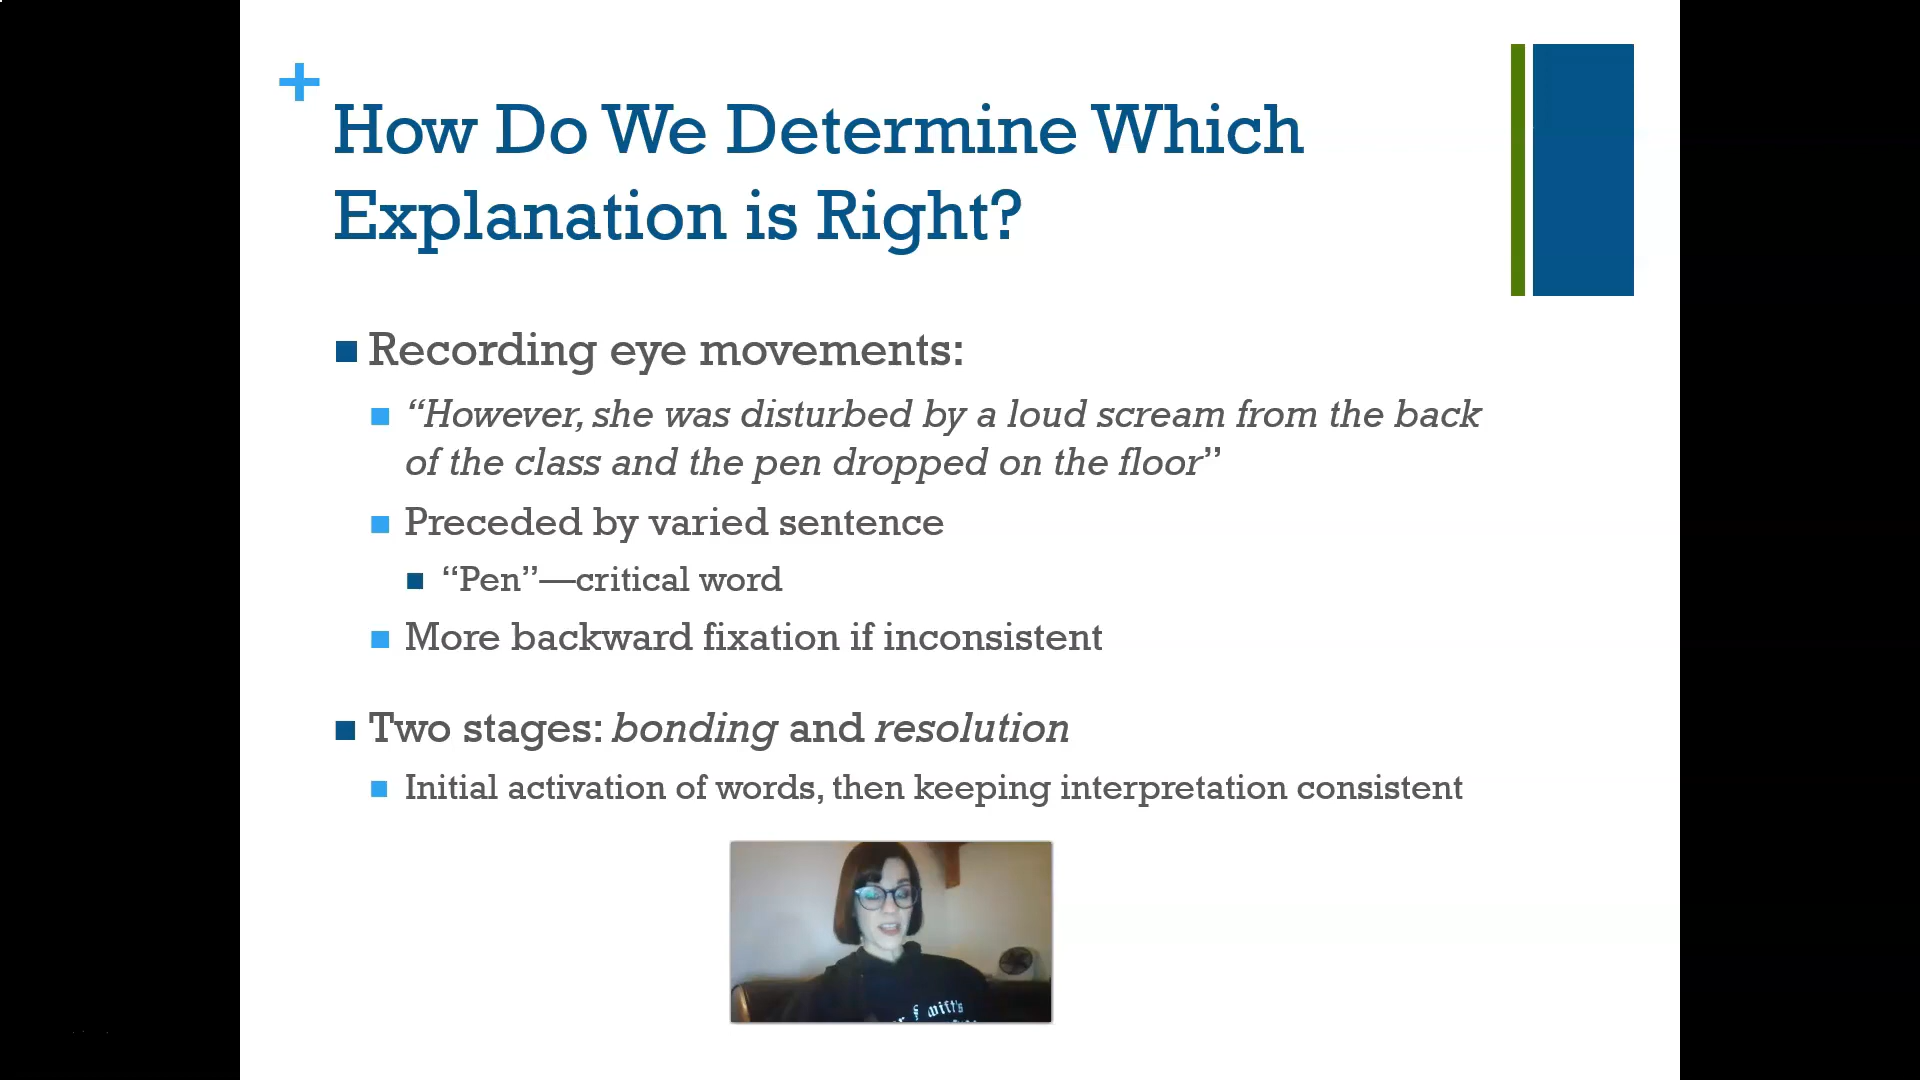 +
How Do We Determine Which
Explanation is Right?
Recording eye movements:
“However, she was disturbed by a loud scream from the back
of the class and the pen dropped on the floor”
Preceded by varied sentence
“Pen”—critical word
More backward fixation if inconsistent
Two stages: bonding and resolution
Initial activation of words, then keeping interpretation consistent